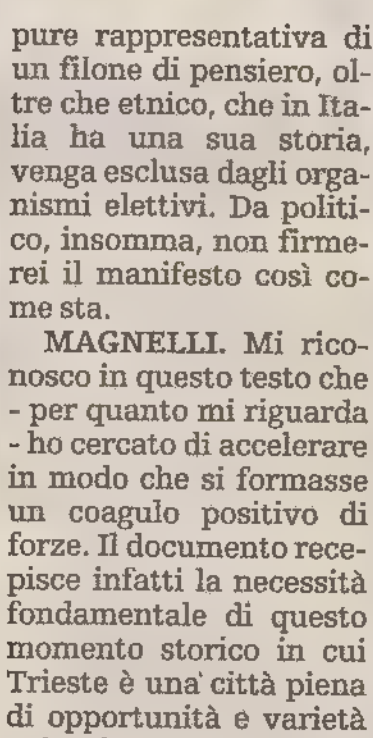 pure rappresentativa di
un filone di pensiero, ol-
tre che etnico, che in Ita-
lia ha una sua storia,
venga esclusa dagli orga-
nismi elettivi. Da politi-
co, insomma, non firme-
rei il manifesto così co-
me sta.
MAGNELLI. Mi rico-
nosco in questo testo che
- per quanto mi riguarda
- ho cercato di accelerare
in modo che si formasse
un coagulo positivo di
forze. Il documento rece-
pisce infatti la necessità
fondamentale di questo
momento storico in cui
Trieste è una città piena
di opportunità e varietà